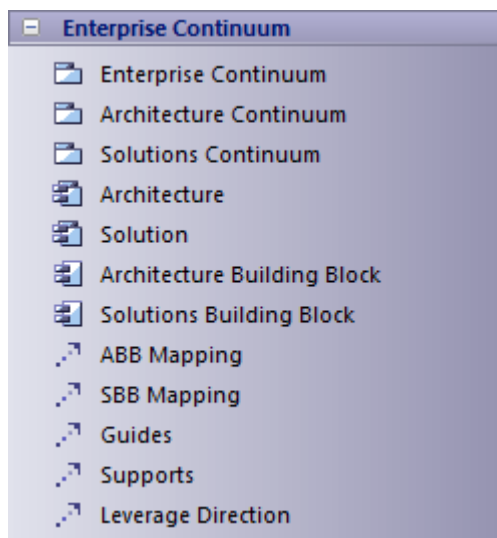 Enterprise Continuum
Enterprise Continuum
Architecture Continuum
Solutions Continuum
Architecture
Solution
Architecture Building Block
Solutions Building Block
ABB Mapping
SBB Mapping
Guides
Supports
Leverage Direction